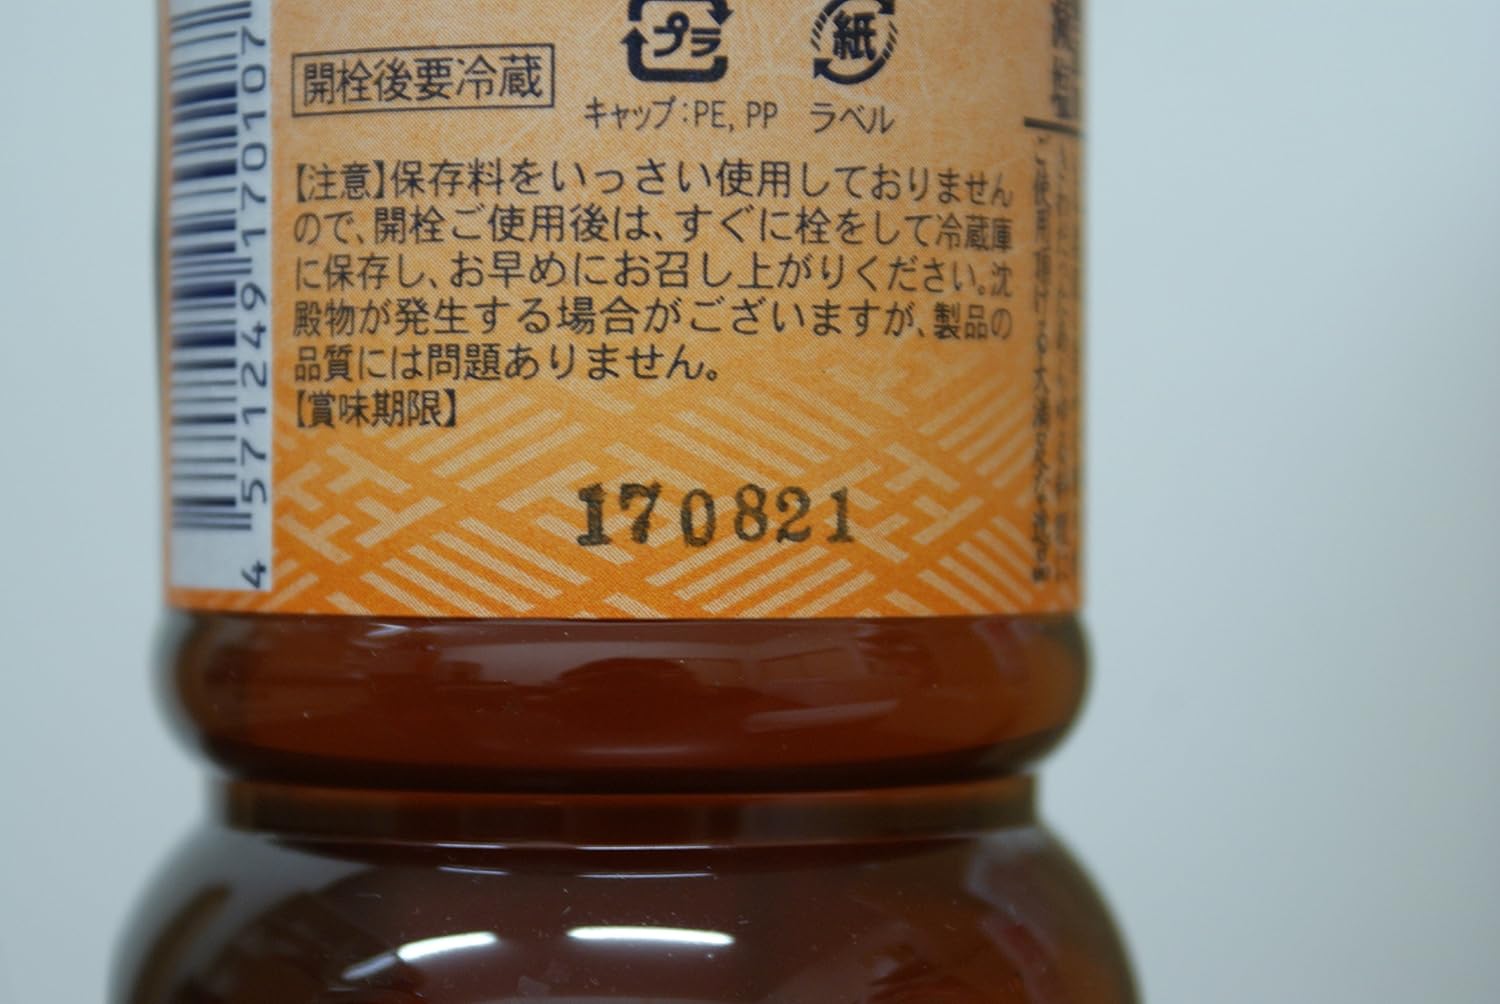 プラ
紙
開栓後要冷蔵
キャップ:PE, PP ラベル
【注意】保存料をいっさい使用しておりません
ので、開栓ご使用後は、すぐに栓をして冷蔵庫
に保存し、お早めにお召し上がりください。沈
殿物が発生する場合がございますが、製品の
品質には問題ありません。
【賞味期限】
170821
4571249170107